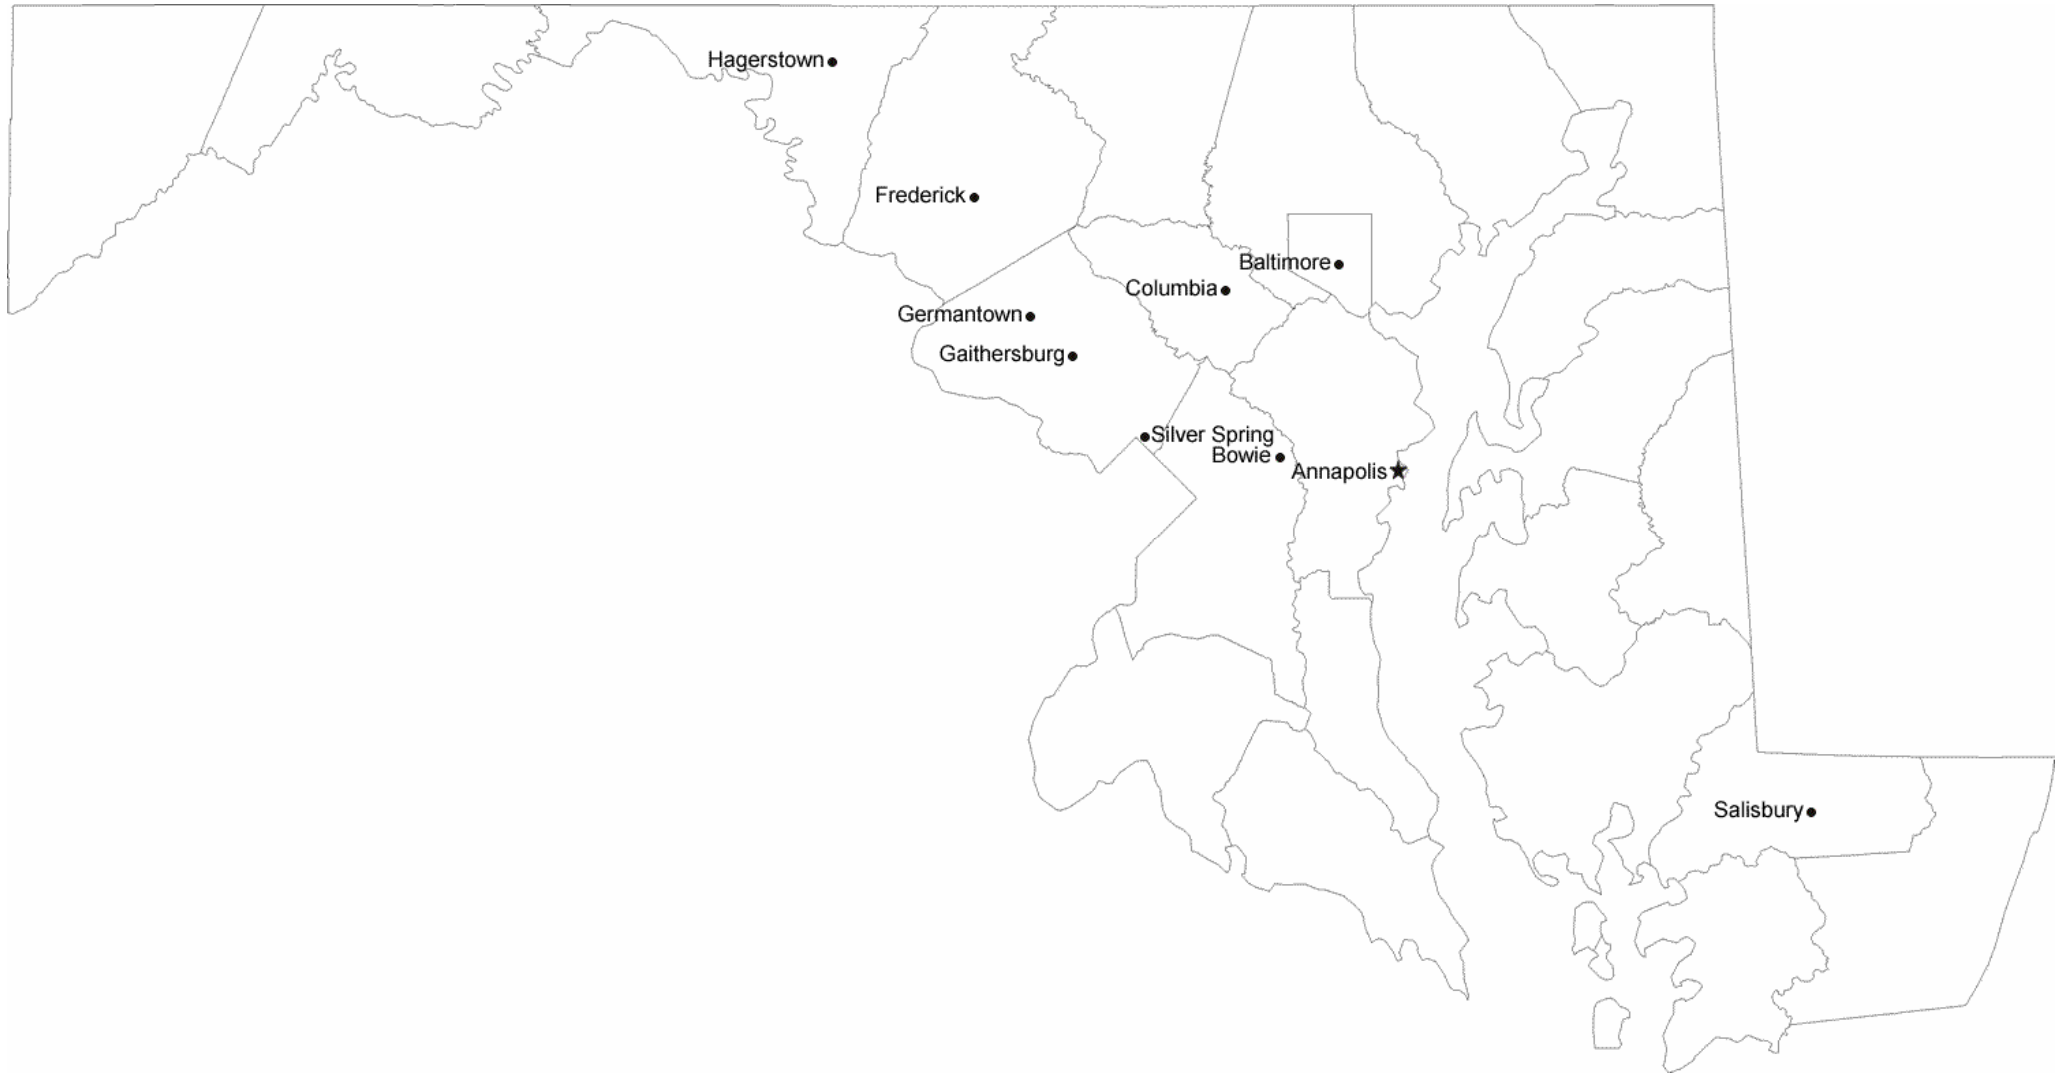 Hagerstown
Frederick
Baltimore
Columbia
Germantown
Gaithersburg
Silver Spring
Bowie
Annapolis
Salisbury